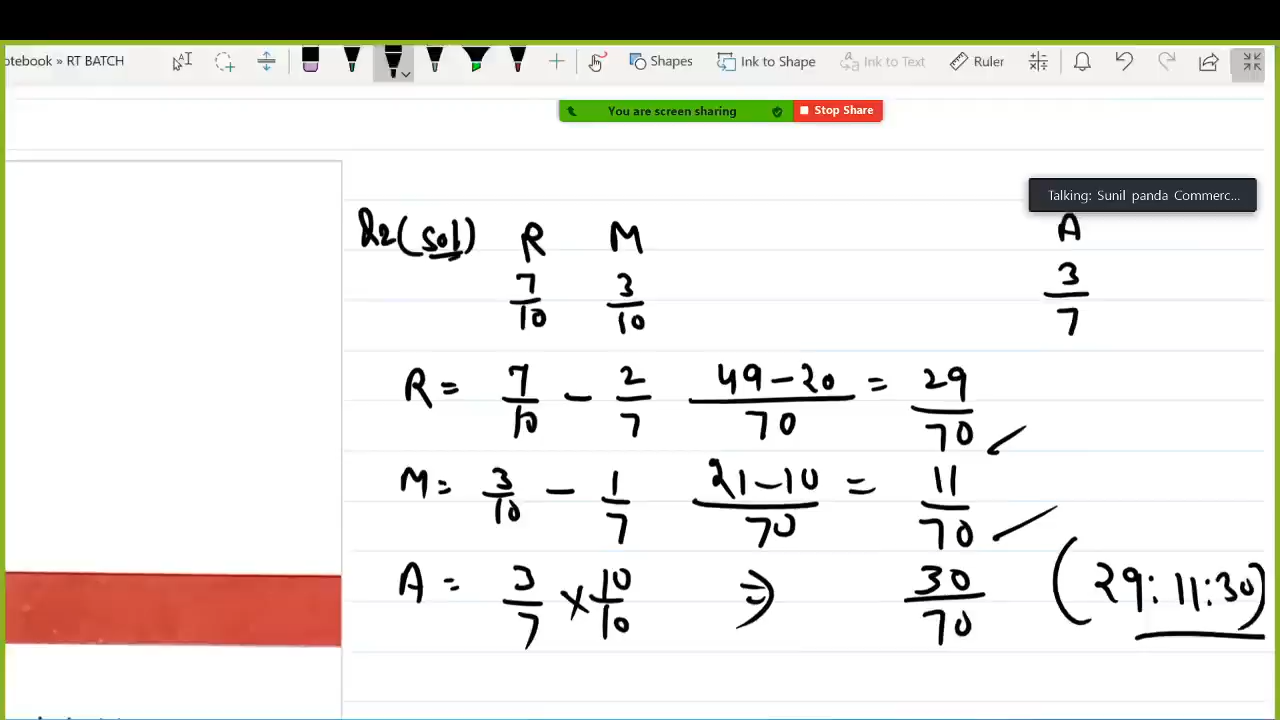 otebook » RT BATCH
Shapes
Ink to Shape
Ink to Text
Ruler
You are screen sharing
Stop Share
Talking: Sunil panda Commerc...
(sol) R M A
7/10 3/10 3/7
R = 7/10 - 2/7 49-20/70 = 29/70
M = 3/10 - 1/7 21-10/70 = 11/70
A = 3/7 × 10/10 ⇒ 30/70 (29:11:30)